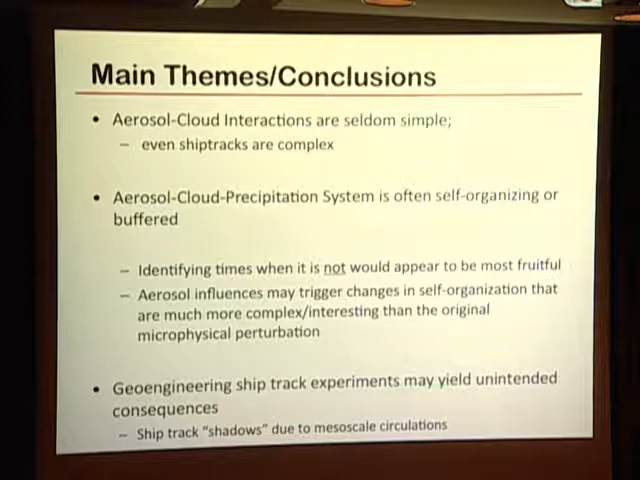 Main Themes/Conclusions
• Aerosol-Cloud Interactions are seldom simple;
– even shiptracks are complex
• Aerosol-Cloud-Precipitation System is often self-organizing or
buffered
– Identifying times when it is not would appear to be most fruitful
– Aerosol influences may trigger changes in self-organization that
are much more complex/interesting than the original
microphysical perturbation
• Geoengineering ship track experiments may yield unintended
consequences
– Ship track “shadows” due to mesoscale circulations